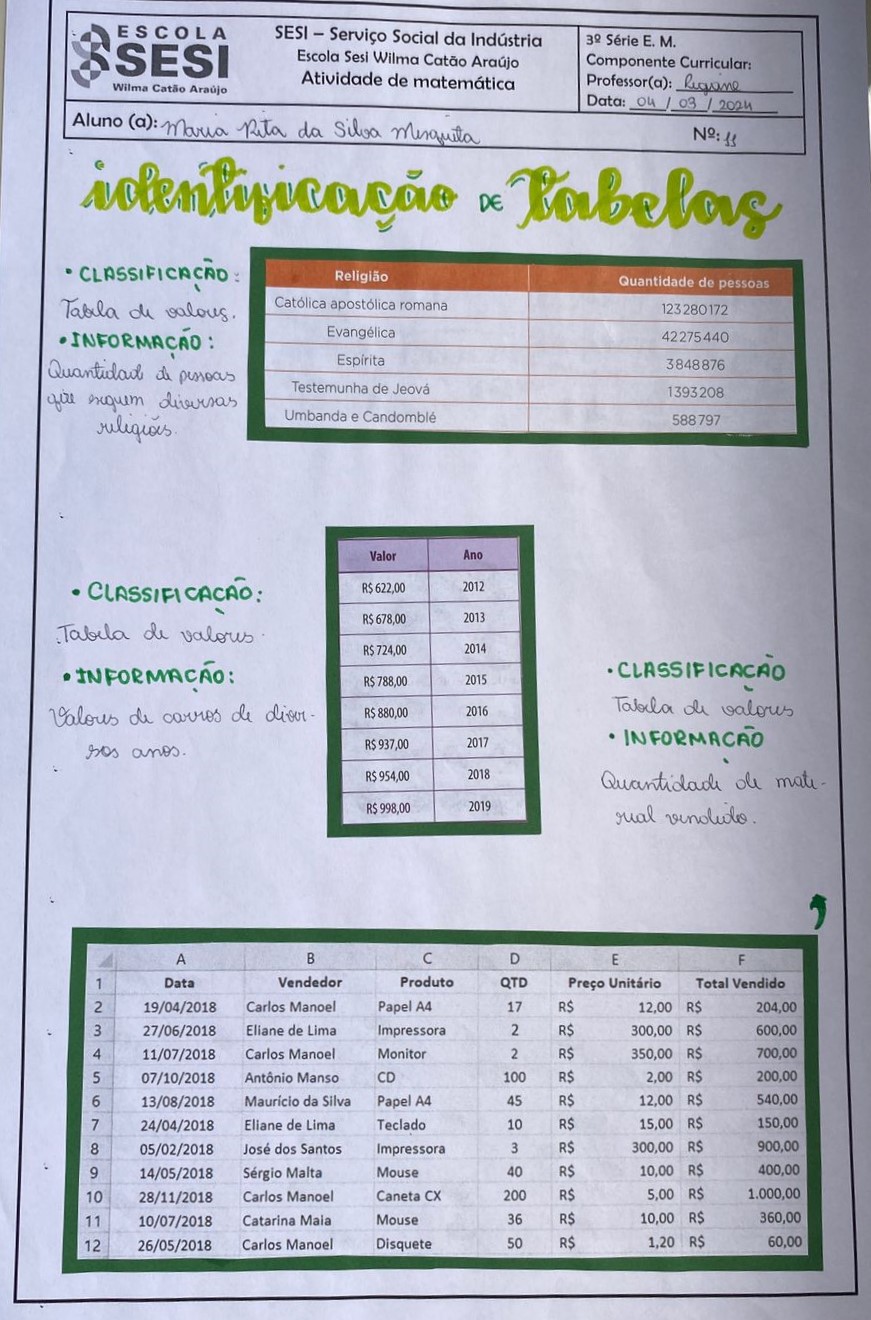 ESCOLA
SESI
Wilma Catão Araújo
SESI – Serviço Social da Indústria
Escola Sesi Wilma Catão Araújo
Atividade de matemática
3º Série E. M.
Componente Curricular:
Professor(a): Rigiane
Data: 04 / 03 / 2024
Aluno (a): Maria Rita da Silva Mesquita
Nº: 11
identificação DE Tabelas
• CLASSIFICAÇÃO:
Tabela de valores.
• INFORMAÇÃO:
Quantidad de pessoas
que seguem diversas
religiões.
Religião Quantidade de pessoas
Católica apostólica romana 123280172
Evangélica 42275440
Espírita 3848876
Testemunha de Jeová 1393208
Umbanda e Candomblé 588797
• CLASSIFICAÇÃO:
Tabela de valores.
• INFORMAÇÃO:
Valores de carros de diver-
sos anos.
Valor Ano
R$ 622,00 2012
R$ 678,00 2013
R$ 724,00 2014
R$ 788,00 2015
R$ 880,00 2016
R$ 937,00 2017
R$ 954,00 2018
R$ 998,00 2019
• CLASSIFICAÇÃO
Tabela de valores
• INFORMAÇÃO
Quantidade de mate-
rial vendido.
A B C D E F
1 Data Vendedor Produto QTD Preço Unitário Total Vendido
2 19/04/2018 Carlos Manoel Papel A4 17 R$ 12,00 R$ 204,00
3 27/06/2018 Eliane de Lima Impressora 2 R$ 300,00 R$ 600,00
4 11/07/2018 Carlos Manoel Monitor 2 R$ 350,00 R$ 700,00
5 07/10/2018 Antônio Manso CD 100 R$ 2,00 R$ 200,00
6 13/08/2018 Maurício da Silva Papel A4 45 R$ 12,00 R$ 540,00
7 24/04/2018 Eliane de Lima Teclado 10 R$ 15,00 R$ 150,00
8 05/02/2018 José dos Santos Impressora 3 R$ 300,00 R$ 900,00
9 14/05/2018 Sérgio Malta Mouse 40 R$ 10,00 R$ 400,00
10 28/11/2018 Carlos Manoel Caneta CX 200 R$ 5,00 R$ 1.000,00
11 10/07/2018 Catarina Maia Mouse 36 R$ 10,00 R$ 360,00
12 26/05/2018 Carlos Manoel Disquete 50 R$ 1,20 R$ 60,00